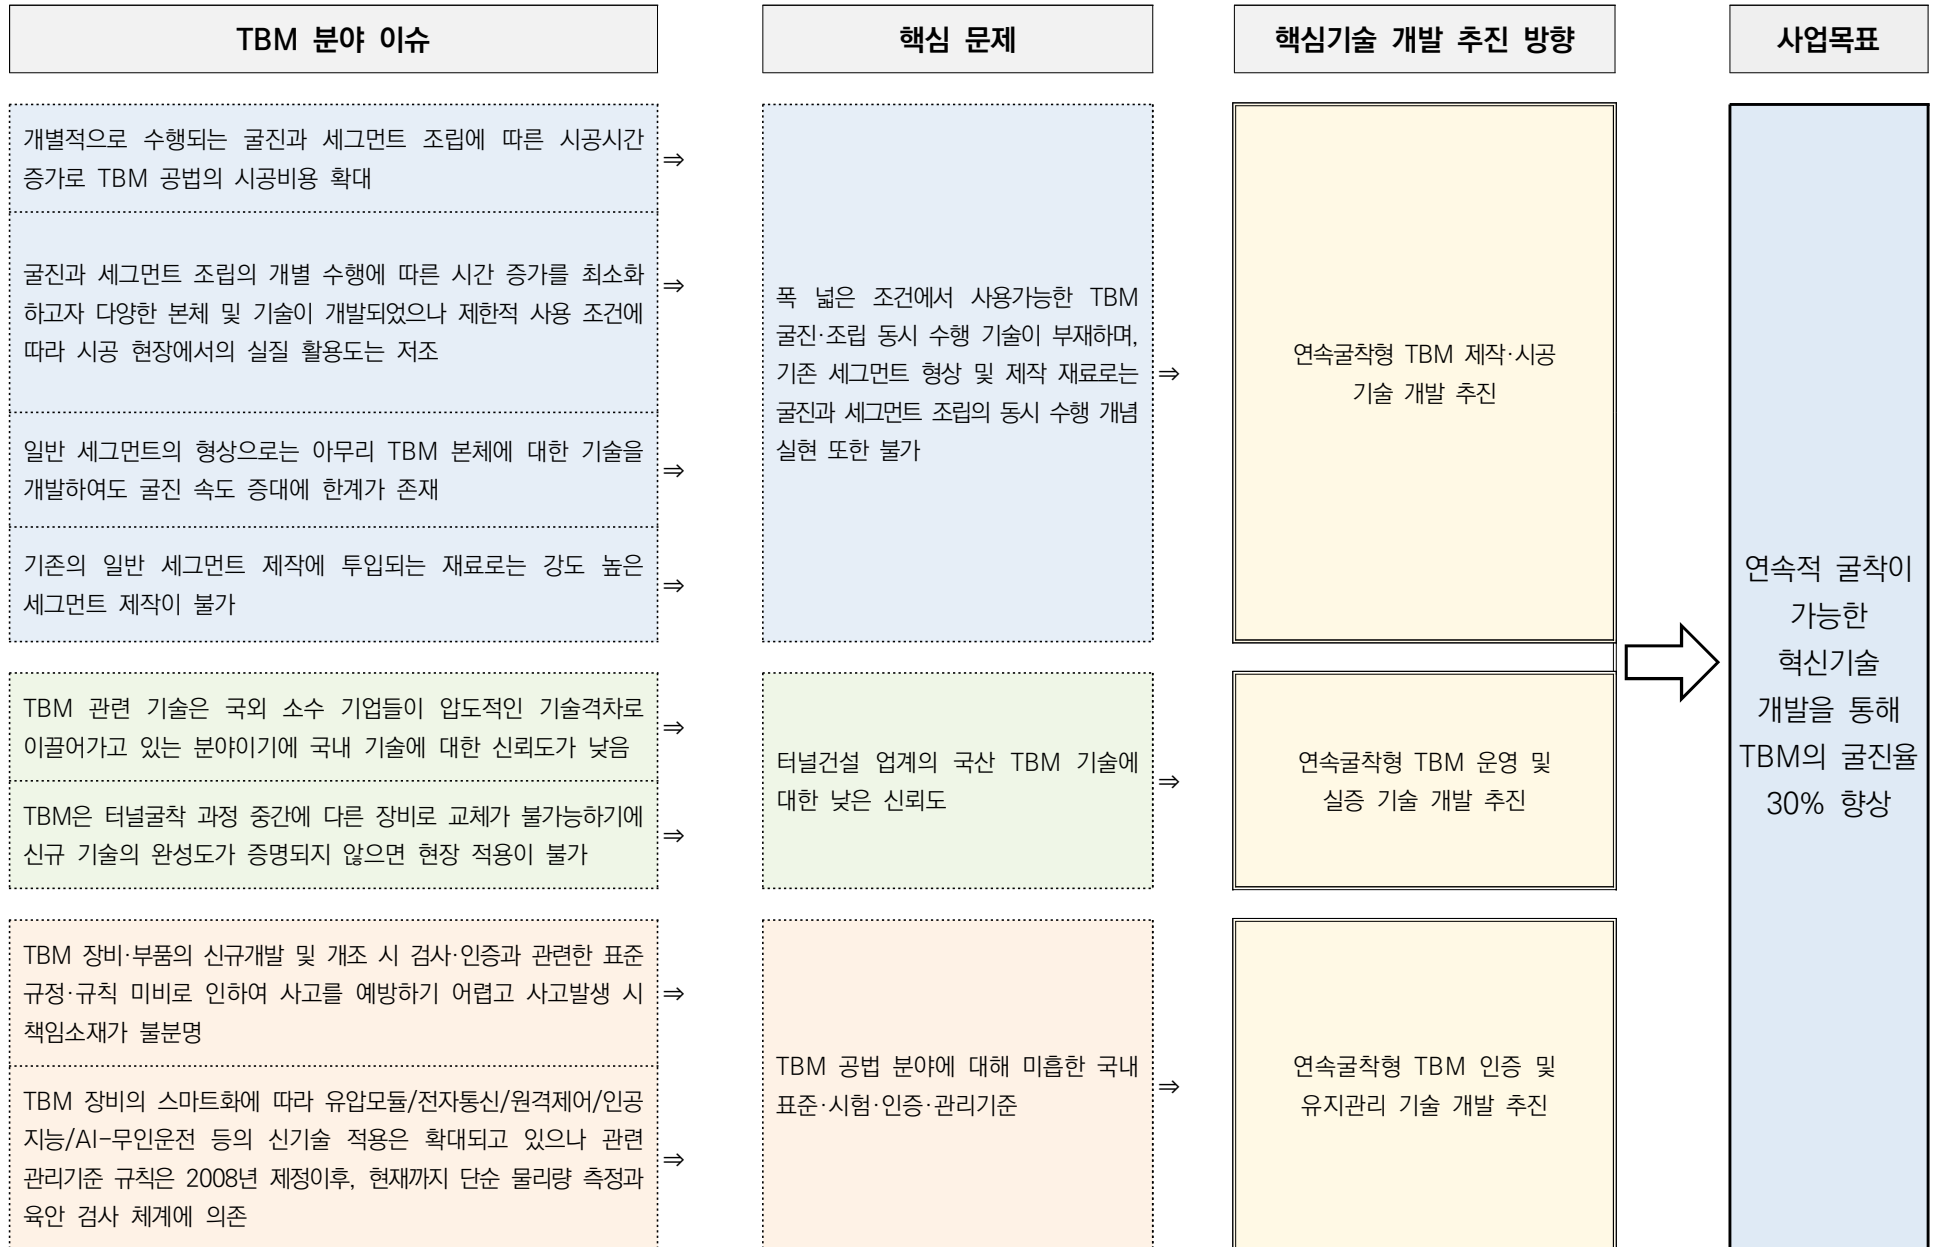 TBM 분야 이슈
핵심 문제
핵심기술 개발 추진 방향
사업목표
개별적으로 수행되는 굴진과 세그먼트 조립에 따른 시공시간
증가로 TBM 공법의 시공비용 확대
⇒
굴진과 세그먼트 조립의 개별 수행에 따른 시간 증가를 최소화
하고자 다양한 본체 및 기술이 개발되었으나 제한적 사용 조건에
따라 시공 현장에서의 실질 활용도는 저조
⇒
일반 세그먼트의 형상으로는 아무리 TBM 본체에 대한 기술을
개발하여도 굴진 속도 증대에 한계가 존재
⇒
기존의 일반 세그먼트 제작에 투입되는 재료로는 강도 높은
세그먼트 제작이 불가
⇒
폭 넓은 조건에서 사용가능한 TBM
굴진·조립 동시 수행 기술이 부재하며,
기존 세그먼트 형상 및 제작 재료로는
굴진과 세그먼트 조립의 동시 수행 개념
실현 또한 불가
⇒
연속굴착형 TBM 제작·시공
기술 개발 추진
TBM 관련 기술은 국외 소수 기업들이 압도적인 기술격차로
이끌어가고 있는 분야이기에 국내 기술에 대한 신뢰도가 낮음
⇒
TBM은 터널굴착 과정 중간에 다른 장비로 교체가 불가능하기에
신규 기술의 완성도가 증명되지 않으면 현장 적용이 불가
⇒
터널건설 업계의 국산 TBM 기술에
대한 낮은 신뢰도
⇒
연속굴착형 TBM 운영 및
실증 기술 개발 추진
TBM 장비·부품의 신규개발 및 개조 시 검사·인증과 관련한 표준
규정·규칙 미비로 인하여 사고를 예방하기 어렵고 사고발생 시
책임소재가 불분명
⇒
TBM 장비의 스마트화에 따라 유압모듈/전자통신/원격제어/인공
지능/AI-무인운전 등의 신기술 적용은 확대되고 있으나 관련
관리기준 규칙은 2008년 제정이후, 현재까지 단순 물리량 측정과
육안 검사 체계에 의존
⇒
TBM 공법 분야에 대해 미흡한 국내
표준·시험·인증·관리기준
⇒
연속굴착형 TBM 인증 및
유지관리 기술 개발 추진
연속적 굴착이
가능한
혁신기술
개발을 통해
TBM의 굴진율
30% 향상